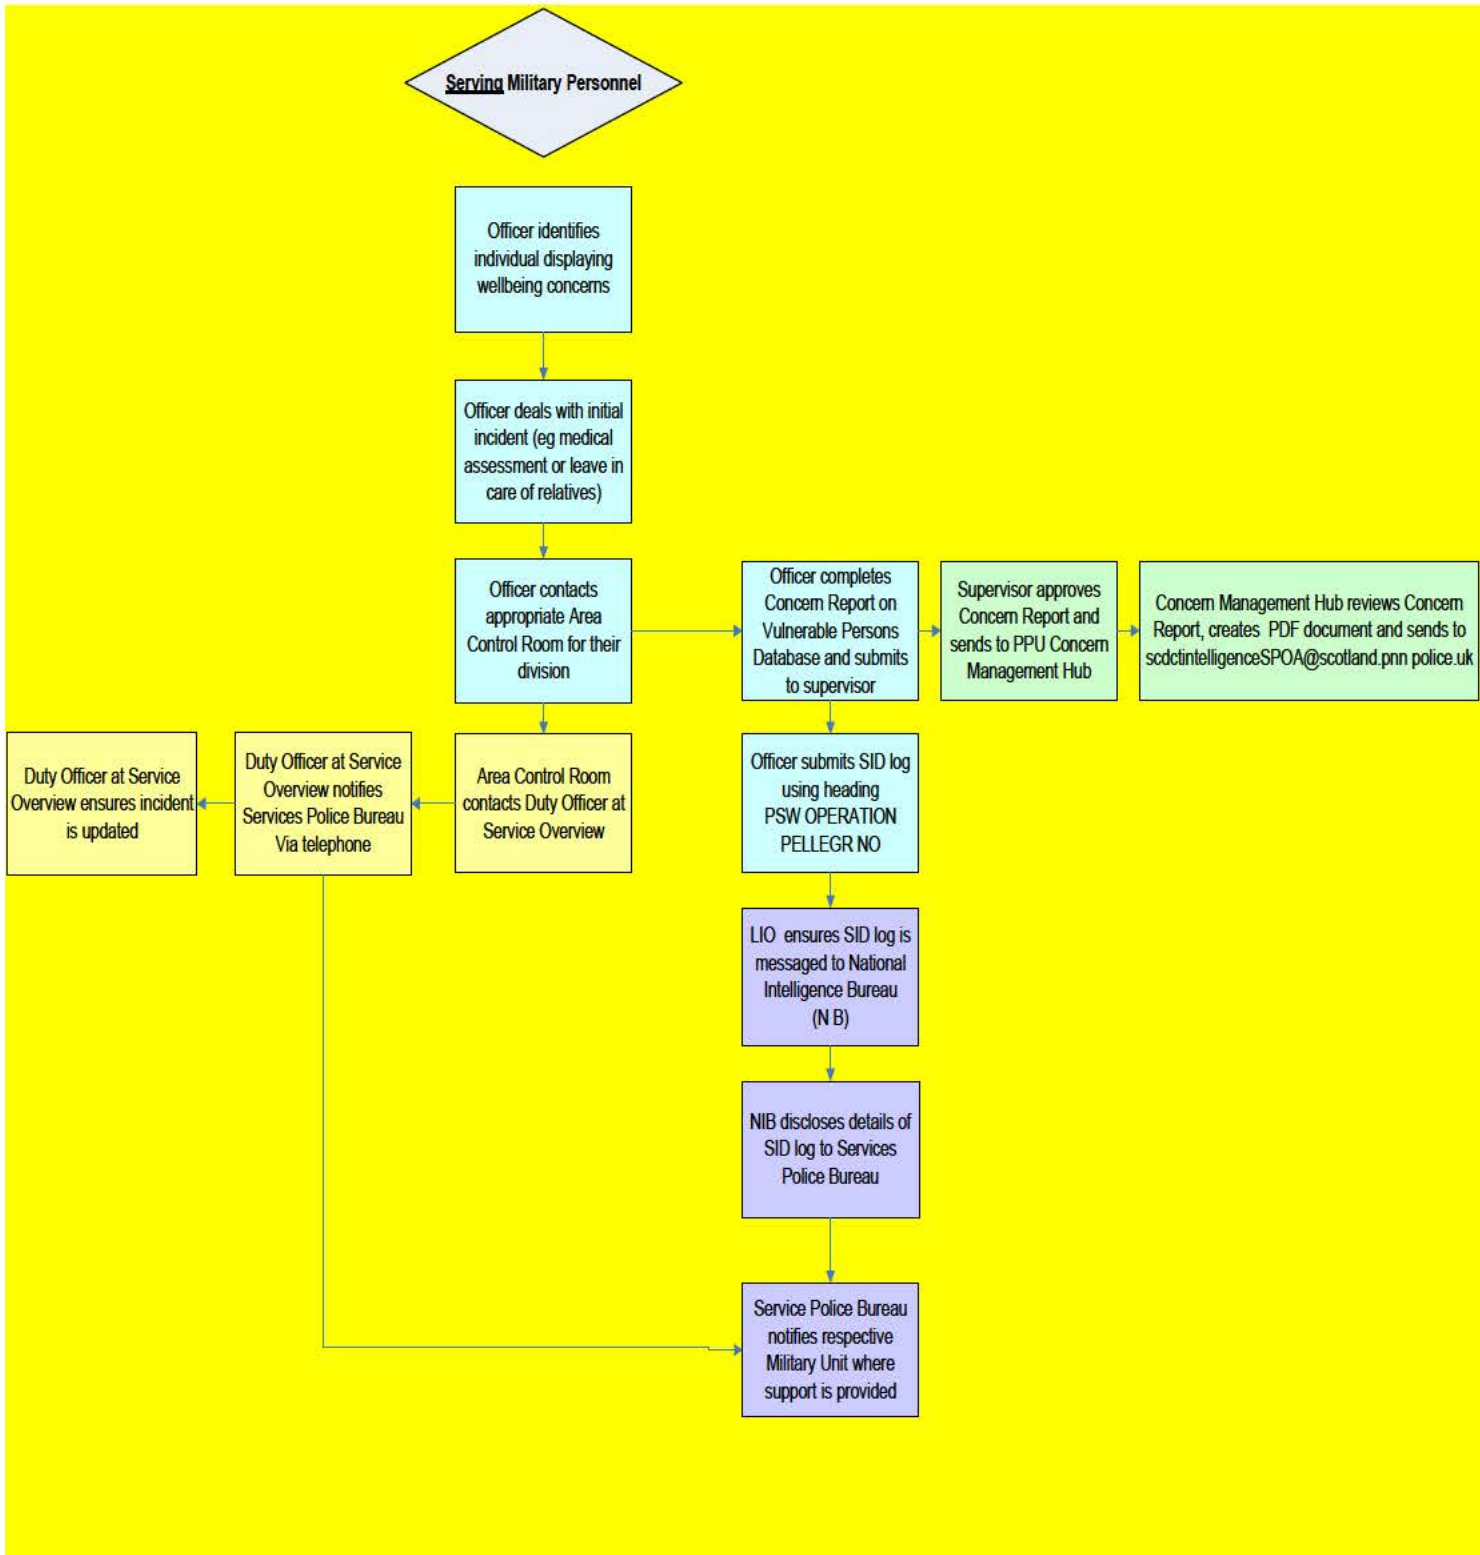 Serving Military Personnel
Officer identifies
individual displaying
wellbeing concerns
Officer deals with initial
incident (eg medical
assessment or leave in
care of relatives)
Officer contacts
appropriate Area
Control Room for their
division
Officer completes
Concern Report on
Vulnerable Persons
Database and submits
to supervisor
Supervisor approves
Concern Report and
sends to PPU Concern
Management Hub
Concern Management Hub reviews Concern
Report, creates PDF document and sends to
scdctintelligenceSPOA@scotland.pnn police.uk
Duty Officer at Service
Overview ensures incident
is updated
Duty Officer at Service
Overview notifies
Services Police Bureau
Via telephone
Area Control Room
contacts Duty Officer at
Service Overview
Officer submits SID log
using heading
PSW OPERATION
PELLEGR NO
LIO ensures SID log is
messaged to National
Intelligence Bureau
(N B)
NIB discloses details of
SID log to Services
Police Bureau
Service Police Bureau
notifies respective
Military Unit where
support is provided